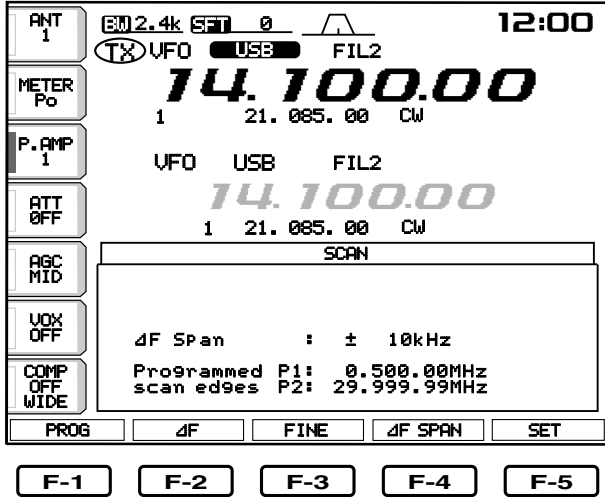 ANT
1
BW 2.4k SFT 0
12:00
TX VFO USB FIL2
METER
Po
14.100.00
1 21.085.00 CW
P.AMP
1
VFO USB FIL2
ATT
OFF
14.100.00
1 21.085.00 CW
AGC
MID
SCAN
VOX
OFF
⊿F Span : ± 10kHz
COMP
OFF
WIDE
Programmed P1: 0.500.00MHz
scan edges P2: 29.999.99MHz
PROG ⊿F FINE ⊿F SPAN SET
F-1 F-2 F-3 F-4 F-5